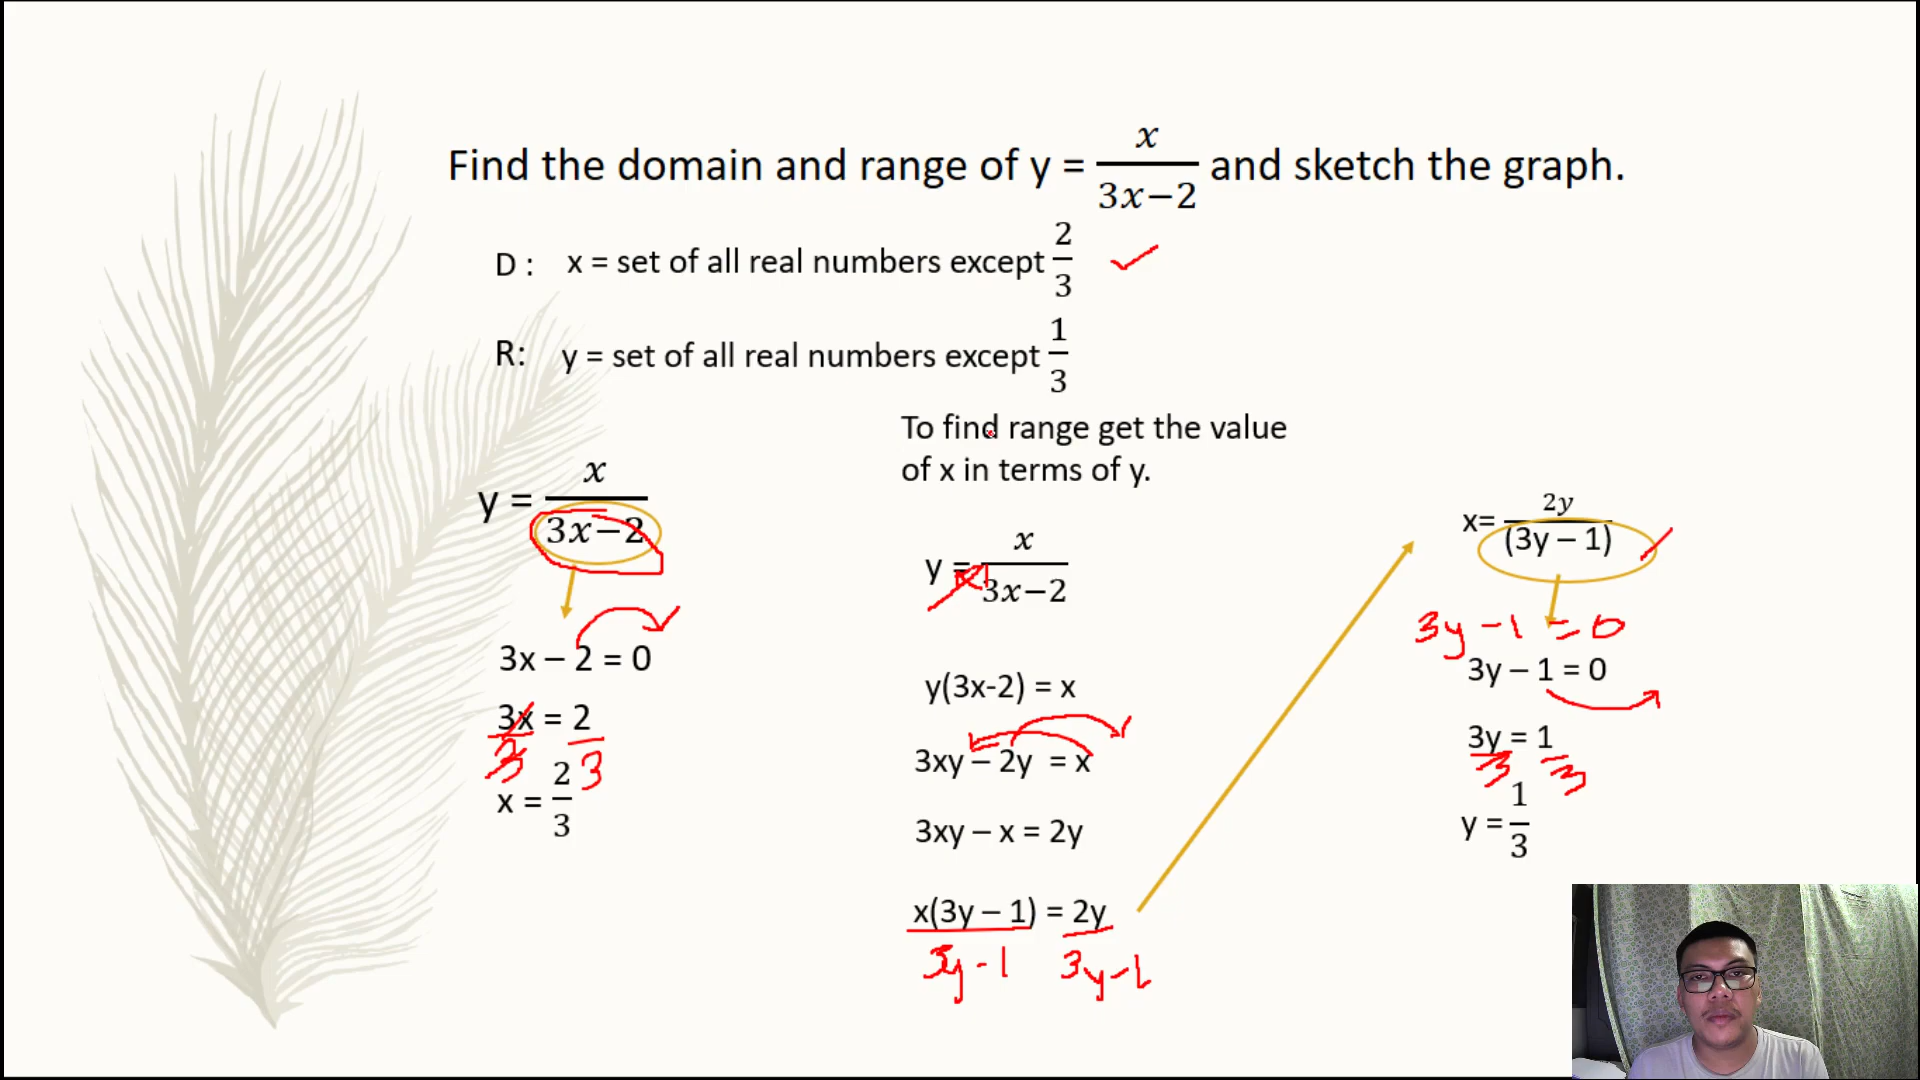 Find the domain and range of y = x/(3x−2) and sketch the graph.
D : x = set of all real numbers except 2/3
R: y = set of all real numbers except 1/3
To find range get the value
of x in terms of y.
y = x/(3x−2)
3x – 2 = 0
3x = 2
3 3
x = 2/3
y = x/(3x−2)
y(3x-2) = x
3xy – 2y = x
3xy – x = 2y
x(3y – 1) = 2y
3y-1 3y-1
x= 2y/(3y – 1)
3y -1 = 0
3y – 1 = 0
3y = 1
3 3
y = 1/3